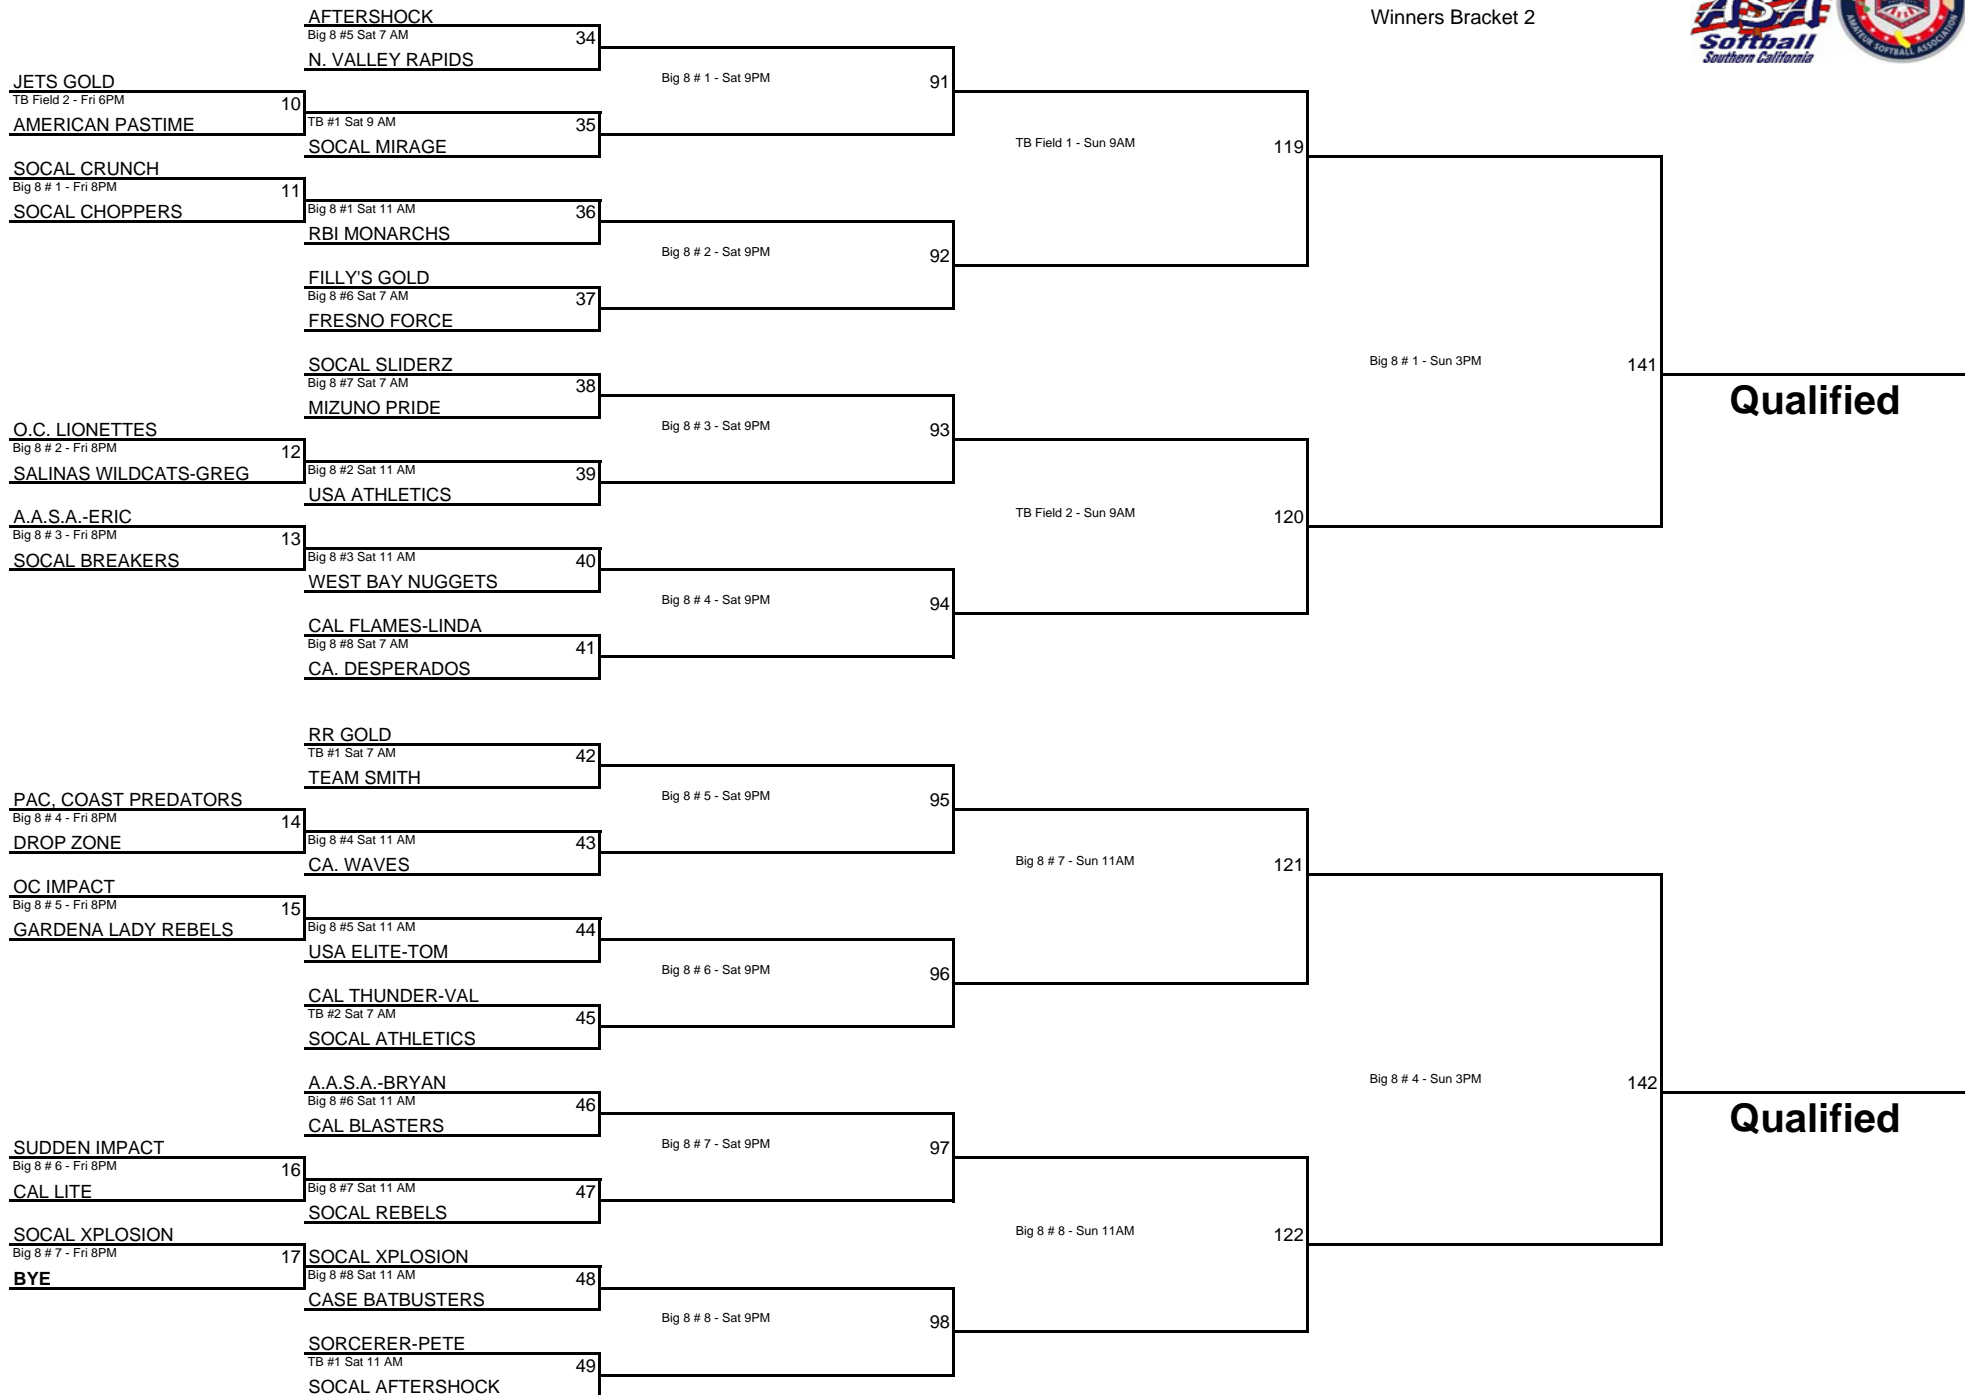 AFTERSHOCK
Winners Bracket 2
ASA
Softball
Southern California
AMATEUR SOFTBALL ASSOCIATION
Big 8 #5 Sat 7 AM 34
N. VALLEY RAPIDS
JETS GOLD
TB Field 2 - Fri 6PM 10
AMERICAN PASTIME
Big 8 # 1 - Sat 9PM 91
TB #1 Sat 9 AM 35
SOCAL MIRAGE
TB Field 1 - Sun 9AM 119
SOCAL CRUNCH
Big 8 # 1 - Fri 8PM 11
SOCAL CHOPPERS
Big 8 #1 Sat 11 AM 36
RBI MONARCHS
Big 8 # 2 - Sat 9PM 92
FILLY'S GOLD
Big 8 #6 Sat 7 AM 37
FRESNO FORCE
SOCAL SLIDERZ
Big 8 #7 Sat 7 AM 38
MIZUNO PRIDE
Big 8 # 1 - Sun 3PM 141
Qualified
O.C. LIONETTES
Big 8 # 2 - Fri 8PM 12
SALINAS WILDCATS-GREG
Big 8 # 3 - Sat 9PM 93
Big 8 #2 Sat 11 AM 39
USA ATHLETICS
A.A.S.A.-ERIC
Big 8 # 3 - Fri 8PM 13
SOCAL BREAKERS
TB Field 2 - Sun 9AM 120
Big 8 #3 Sat 11 AM 40
WEST BAY NUGGETS
Big 8 # 4 - Sat 9PM 94
CAL FLAMES-LINDA
Big 8 #8 Sat 7 AM 41
CA. DESPERADOS
RR GOLD
TB #1 Sat 7 AM 42
TEAM SMITH
PAC, COAST PREDATORS
Big 8 # 4 - Fri 8PM 14
DROP ZONE
Big 8 # 5 - Sat 9PM 95
Big 8 #4 Sat 11 AM 43
CA. WAVES
Big 8 # 7 - Sun 11AM 121
OC IMPACT
Big 8 # 5 - Fri 8PM 15
GARDENA LADY REBELS
Big 8 #5 Sat 11 AM 44
USA ELITE-TOM
Big 8 # 6 - Sat 9PM 96
CAL THUNDER-VAL
TB #2 Sat 7 AM 45
SOCAL ATHLETICS
A.A.S.A.-BRYAN
Big 8 #6 Sat 11 AM 46
CAL BLASTERS
Big 8 # 4 - Sun 3PM 142
Qualified
SUDDEN IMPACT
Big 8 # 6 - Fri 8PM 16
CAL LITE
Big 8 # 7 - Sat 9PM 97
Big 8 #7 Sat 11 AM 47
SOCAL REBELS
SOCAL XPLOSION
Big 8 # 7 - Fri 8PM 17
BYE
Big 8 # 8 - Sun 11AM 122
SOCAL XPLOSION
Big 8 #8 Sat 11 AM 48
CASE BATBUSTERS
Big 8 # 8 - Sat 9PM 98
SORCERER-PETE
TB #1 Sat 11 AM 49
SOCAL AFTERSHOCK